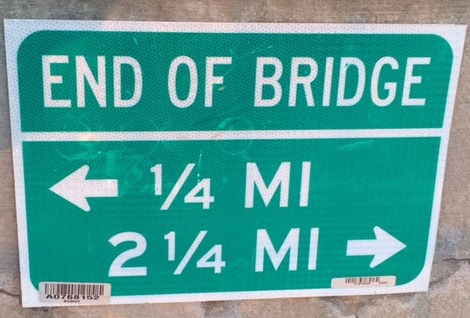 END OF BRIDGE
← 1/4 MI
2 1/4 MI →
A0768152